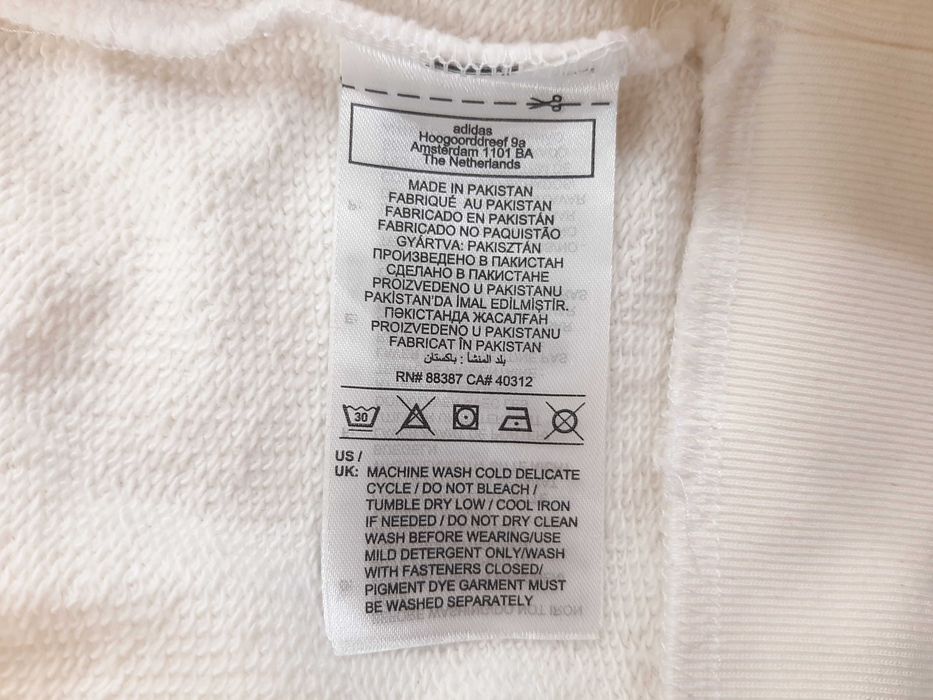 adidas
Hoogoorddreef 9a
Amsterdam 1101 BA
The Netherlands
MADE IN PAKISTAN
FABRIQUÉ AU PAKISTAN
FABRICADO EN PAKISTÁN
FABRICADO NO PAQUISTÃO
GYÁRTVA: PAKISZTÁN
ПРОИЗВЕДЕНО В ПАКИСТАН
СДЕЛАНО В ПАКИСТАНЕ
PROIZVEDENO U PAKISTANU
PAKİSTAN'DA İMAL EDİLMİŞTİR.
ПӘКІСТАНДА ЖАСАЛҒАН
PROIZVEDENO U PAKISTANU
FABRICAT ÎN PAKISTAN
بلد المنشأ : باكستان
RN# 88387 CA# 40312
30
US /
UK: MACHINE WASH COLD DELICATE
CYCLE / DO NOT BLEACH /
TUMBLE DRY LOW / COOL IRON
IF NEEDED / DO NOT DRY CLEAN
WASH BEFORE WEARING/USE
MILD DETERGENT ONLY/WASH
WITH FASTENERS CLOSED/
PIGMENT DYE GARMENT MUST
BE WASHED SEPARATELY